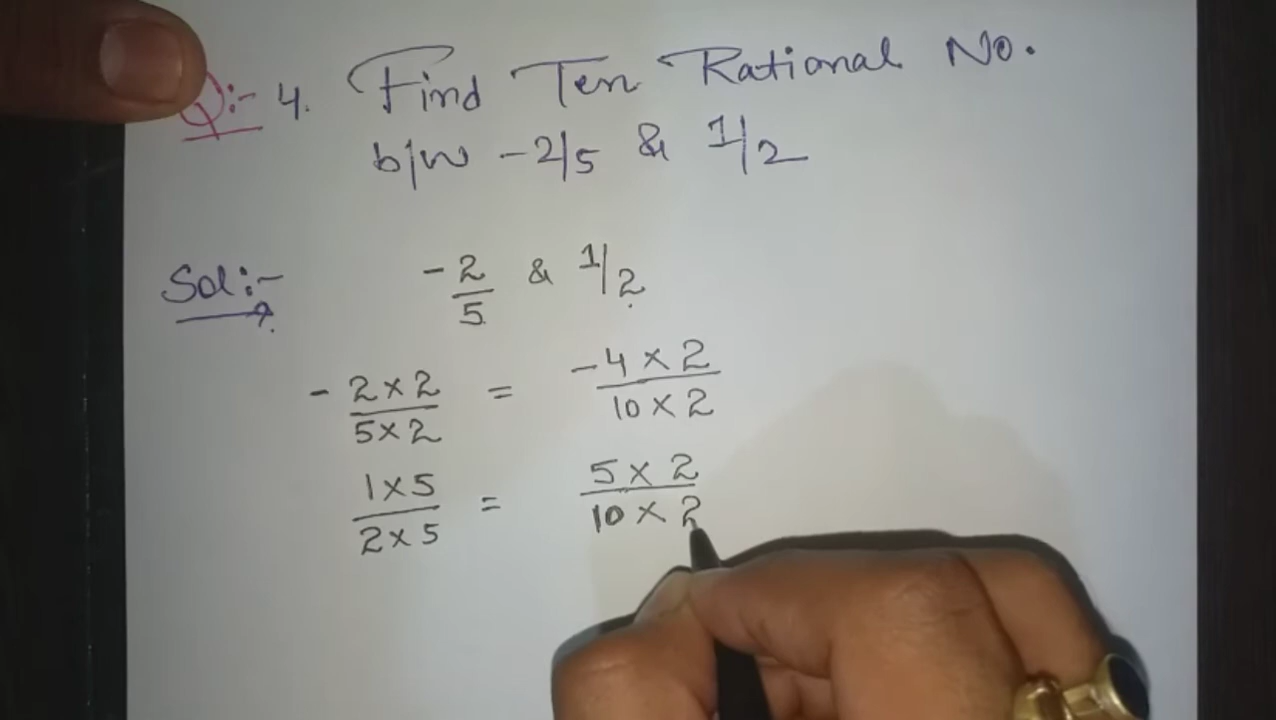 Q:- 4. Find Ten Rational No.
b/w -2/5 & 1/2
Sol:- -2/5 & 1/2
- 2×2/5×2 = -4×2/10×2
1×5/2×5 = 5×2/10×2